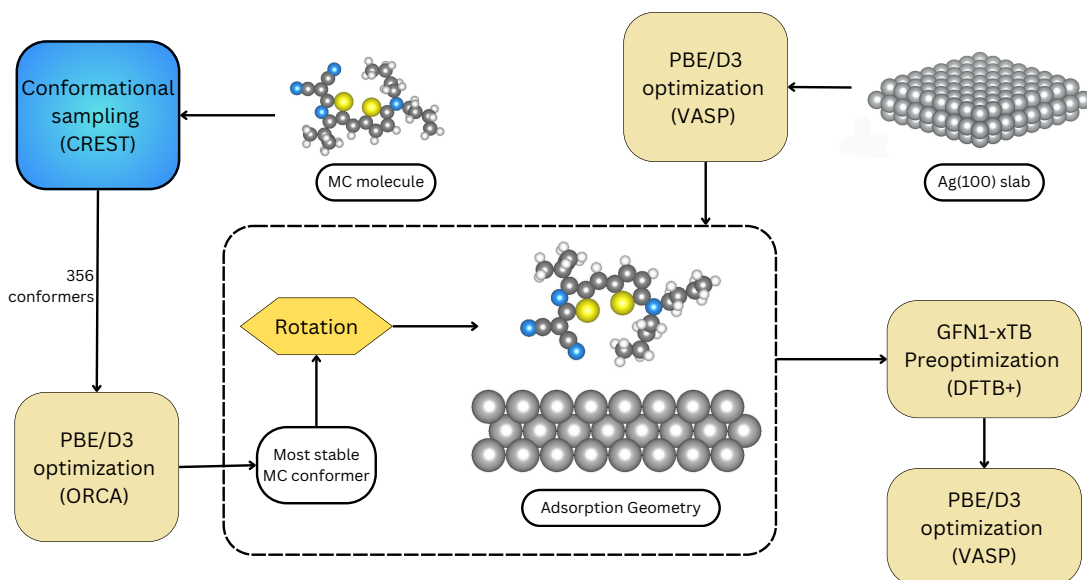 Conformational
sampling
(CREST)
MC molecule
PBE/D3
optimization
(VASP)
Ag(100) slab
356
conformers
Rotation
GFN1-xTB
Preoptimization
(DFTB+)
PBE/D3
optimization
(ORCA)
Most stable
MC conformer
Adsorption Geometry
PBE/D3
optimization
(VASP)